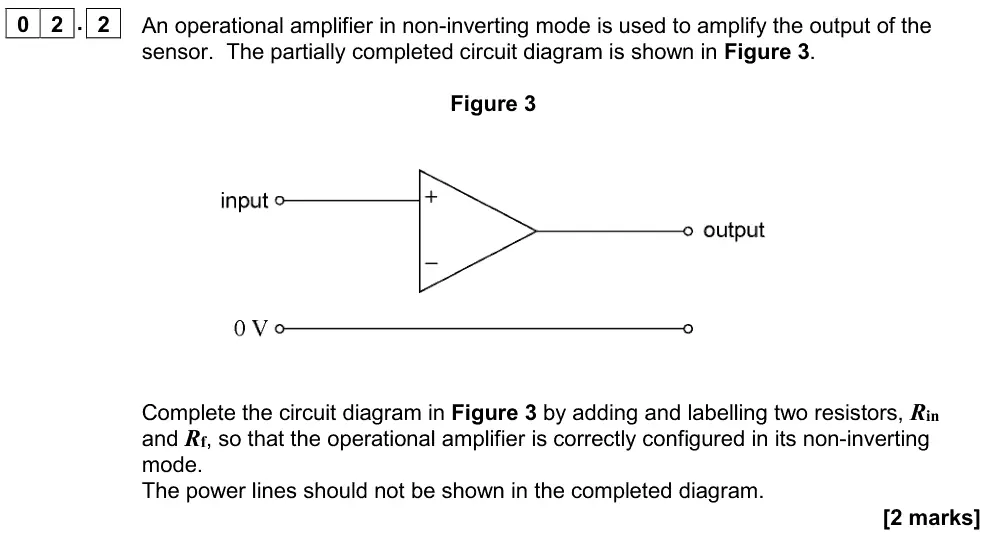 0 2 . 2 An operational amplifier in non-inverting mode is used to amplify the output of the
sensor. The partially completed circuit diagram is shown in Figure 3.
Figure 3
input
+
output
−
0 V
Complete the circuit diagram in Figure 3 by adding and labelling two resistors, Rin
and Rf, so that the operational amplifier is correctly configured in its non-inverting
mode.
The power lines should not be shown in the completed diagram.
[2 marks]